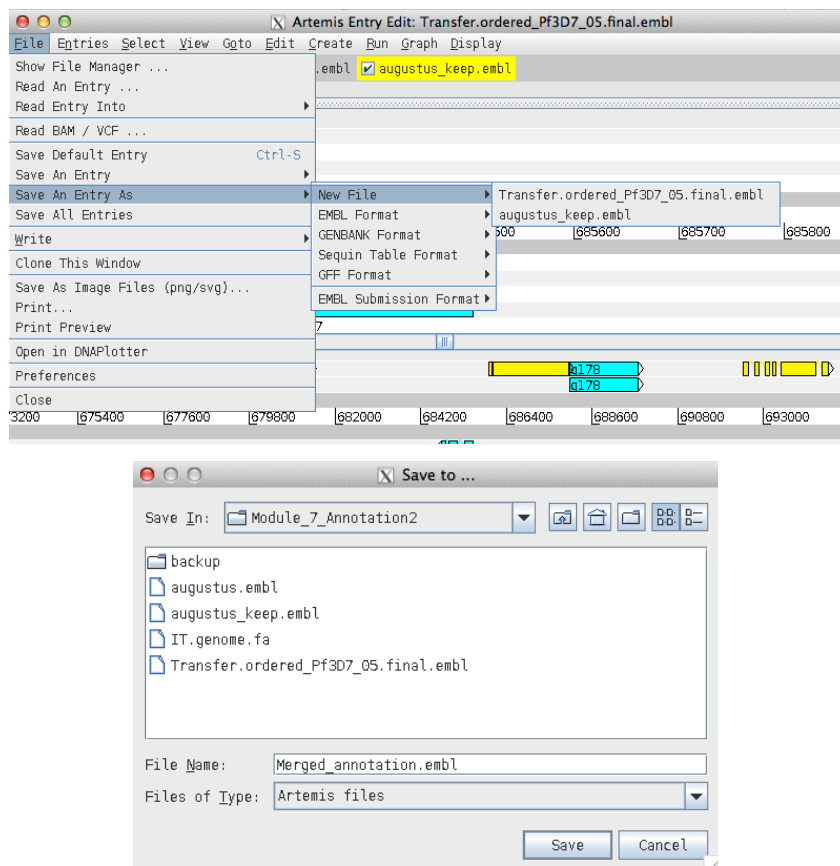 Artemis Entry Edit: Transfer.ordered_Pf3D7_05.final.embl
File Entries Select View Goto Edit Create Run Graph Display
Show File Manager ...
.embl augustus_keep.embl
Read An Entry ...
Read Entry Into
Read BAM / VCF ...
Save Default Entry Ctrl-S
Save An Entry
Save An Entry As New File Transfer.ordered_Pf3D7_05.final.embl
Save All Entries EMBL Format augustus_keep.embl
Write GENBANK Format 500 685600 685700 685800
Clone This Window Sequin Table Format
GFF Format
Save As Image Files (png/svg)...
EMBL Submission Format
Print...
Print Preview 7
Open in DNAPlotter
Preferences g178
g178
Close
3200 675400 677600 679800 682000 684200 686400 688600 690800 693000
Save to ...
Save In: Module_7_Annotation2
backup
augustus.embl
augustus_keep.embl
IT.genome.fa
Transfer.ordered_Pf3D7_05.final.embl
File Name: Merged_annotation.embl
Files of Type: Artemis files
Save Cancel